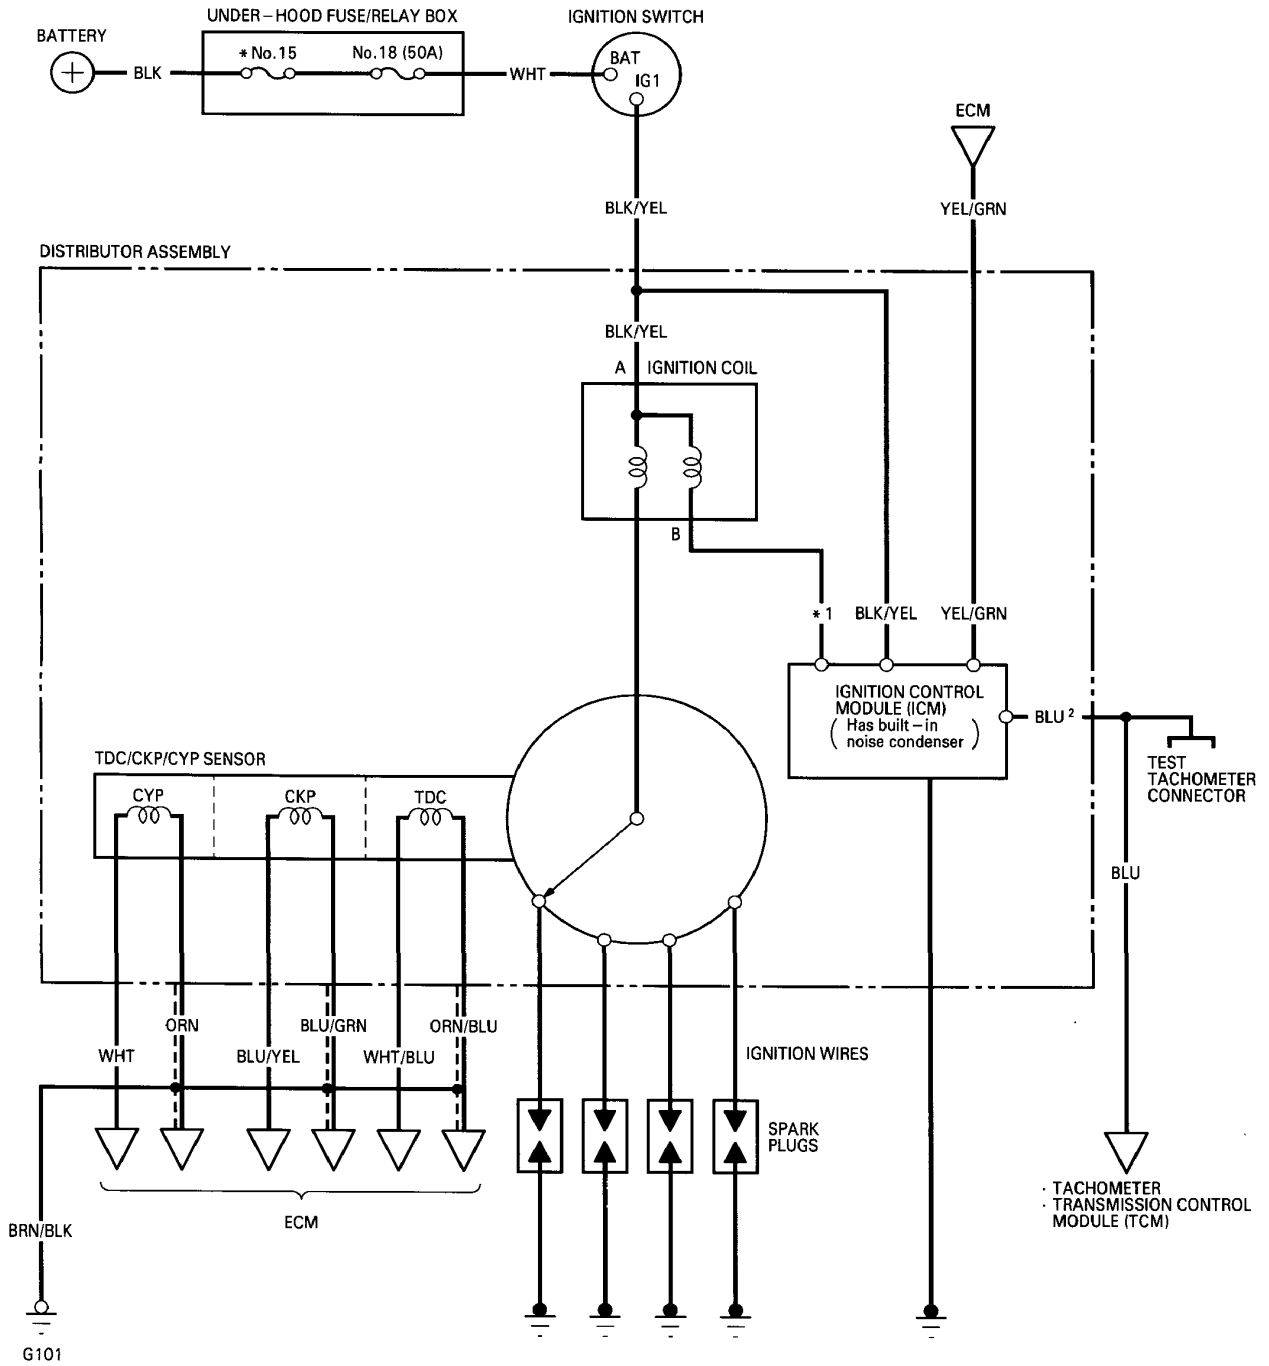 UNDER-HOOD FUSE/RELAY BOX
IGNITION SWITCH
BATTERY
* No.15
No.18 (50A)
BAT
+
BLK
WHT
IG1
ECM
BLK/YEL
YEL/GRN
DISTRIBUTOR ASSEMBLY
BLK/YEL
A
IGNITION COIL
B
* 1
BLK/YEL
YEL/GRN
IGNITION CONTROL
MODULE (ICM)
( Has built-in
noise condenser )
BLU 2
TEST
TACHOMETER
CONNECTOR
TDC/CKP/CYP SENSOR
CYP
CKP
TDC
BLU
ORN
BLU/GRN
ORN/BLU
WHT
BLU/YEL
WHT/BLU
IGNITION WIRES
SPARK
PLUGS
· TACHOMETER
· TRANSMISSION CONTROL
MODULE (TCM)
ECM
BRN/BLK
G101